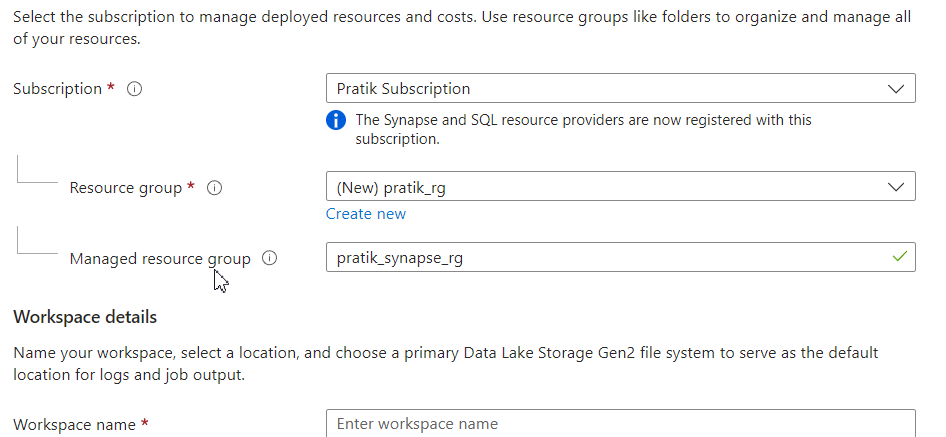 Select the subscription to manage deployed resources and costs. Use resource groups like folders to organize and manage all
of your resources.
Subscription *
Pratik Subscription
The Synapse and SQL resource providers are now registered with this
subscription.
Resource group *
(New) pratik_rg
Create new
Managed resource group
pratik_synapse_rg
Workspace details
Name your workspace, select a location, and choose a primary Data Lake Storage Gen2 file system to serve as the default
location for logs and job output.
Workspace name *
Enter workspace name